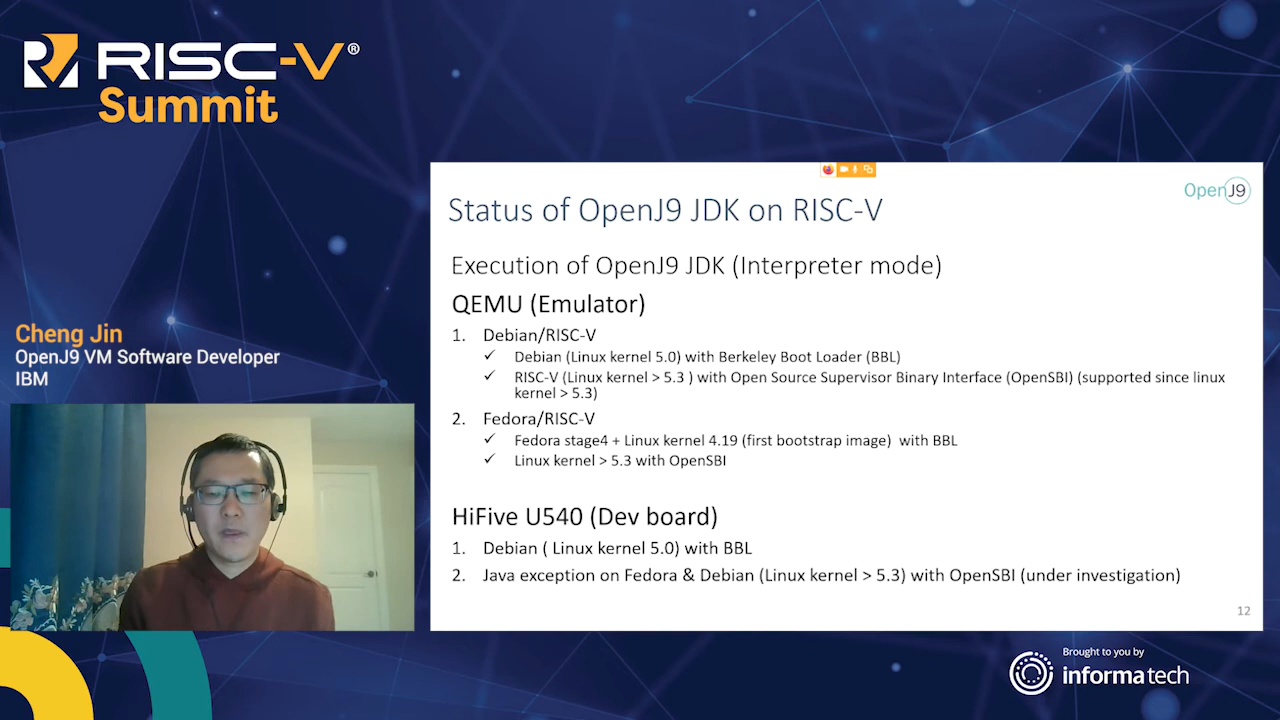 RISC-V®
Summit
OpenJ9
Status of OpenJ9 JDK on RISC-V
Execution of OpenJ9 JDK (Interpreter mode)
QEMU (Emulator)
1. Debian/RISC-V
✓ Debian (Linux kernel 5.0) with Berkeley Boot Loader (BBL)
✓ RISC-V (Linux kernel > 5.3 ) with Open Source Supervisor Binary Interface (OpenSBI) (supported since linux
kernel > 5.3)
2. Fedora/RISC-V
✓ Fedora stage4 + Linux kernel 4.19 (first bootstrap image) with BBL
✓ Linux kernel > 5.3 with OpenSBI
HiFive U540 (Dev board)
1. Debian ( Linux kernel 5.0) with BBL
2. Java exception on Fedora & Debian (Linux kernel > 5.3) with OpenSBI (under investigation)
12
Cheng Jin
OpenJ9 VM Software Developer
IBM
Brought to you by
informa tech